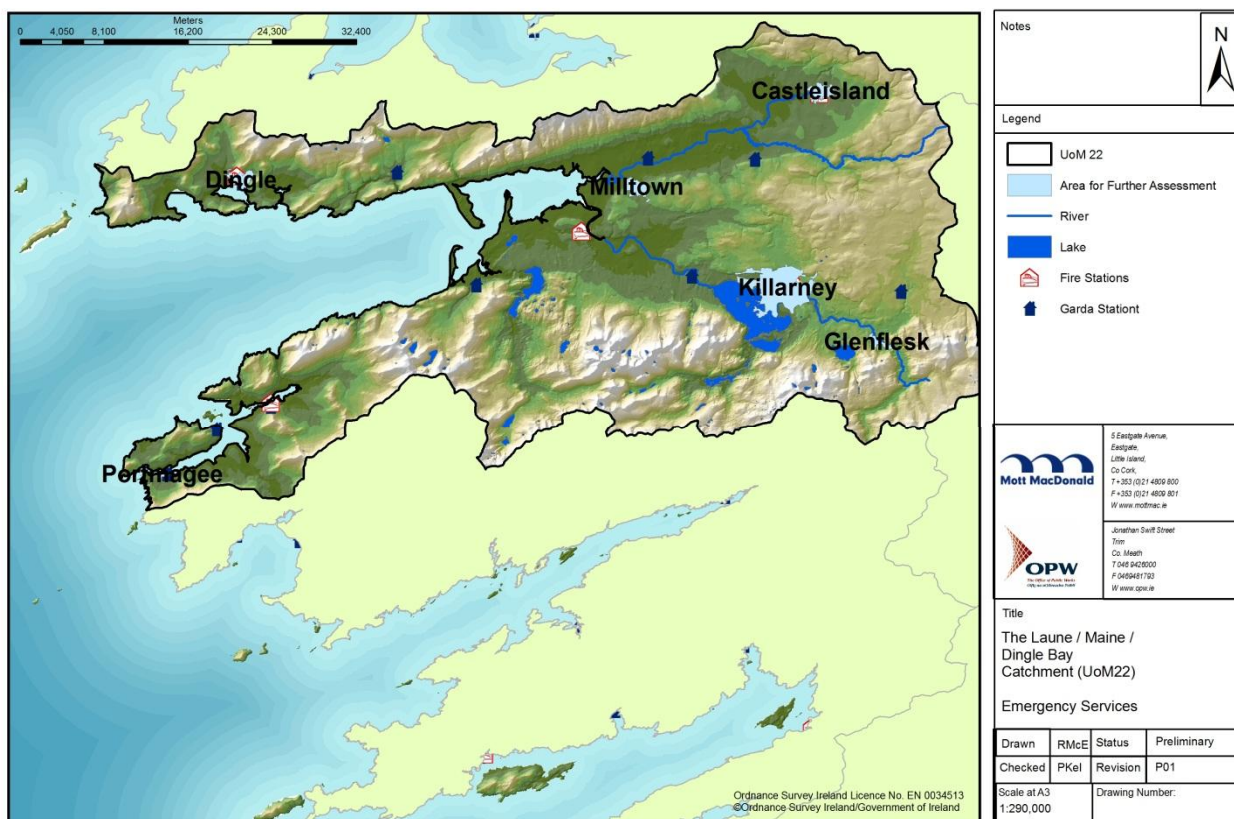 Meters
0 4,050 8,100 16,200 24,300 32,400
Castleisland
Dingle
Milltown
Killarney
Glenflesk
Portmagee
Ordnance Survey Ireland Licence No. EN 0034513
©Ordnance Survey Ireland/Government of Ireland
Notes
N
Legend
UoM 22
Area for Further Assessment
River
Lake
Fire Stations
Garda Stationt
Mott MacDonald
5 Eastgate Avenue,
Eastgate,
Little Island,
Co Cork,
T +353 (0)21 4809 800
F +353 (0)21 4809 801
W www.mottmac.ie
OPW
The Office of Public Works
Jonathan Swift Street
Trim
Co. Meath
T 046 9426000
F 0469481793
W www.opw.ie
Title
The Laune / Maine /
Dingle Bay
Catchment (UoM22)
Emergency Services
Drawn RMcE Status Preliminary
Checked PKel Revision P01
Scale at A3 Drawing Number:
1:290,000